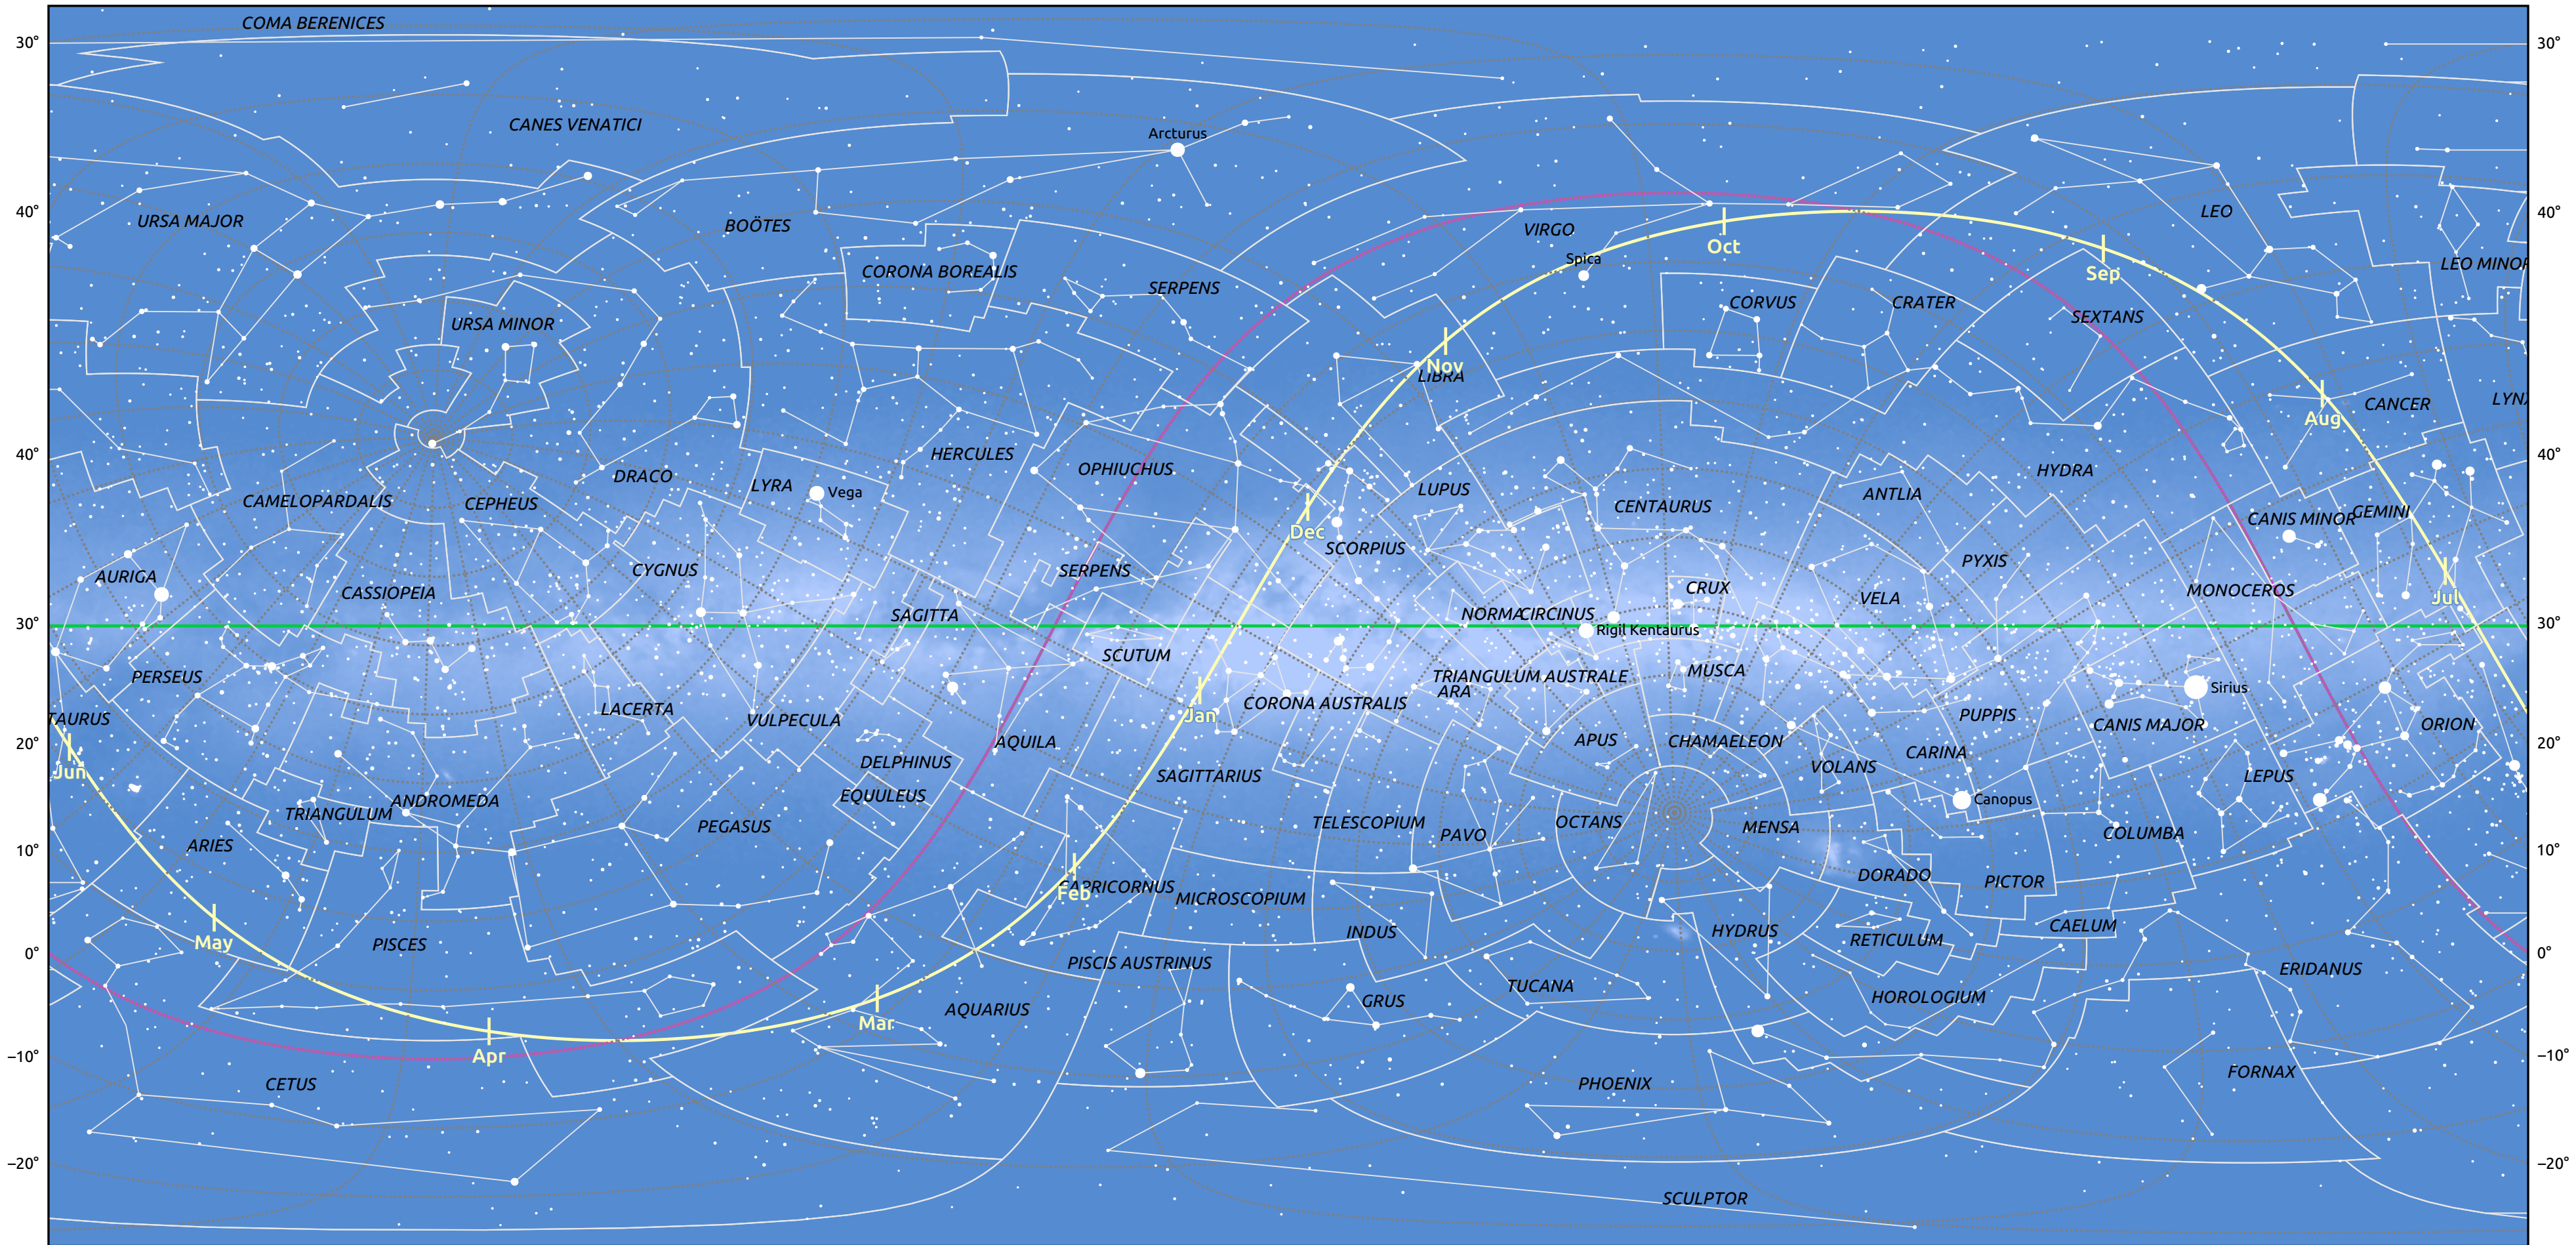 COMA BERENICES
30° 30°
CANES VENATICI
Arcturus
40° 40°
URSA MAJOR BOÖTES VIRGO LEO
Oct
Spica
Sep
CORONA BOREALIS LEO MINOR
SERPENS CORVUS CRATER SEXTANS
URSA MINOR
Nov
LIBRA
CANCER LYN
Aug
40° HERCULES OPHIUCHUS HYDRA 40°
DRACO
LYRA Vega LUPUS ANTLIA
CAMELOPARDALIS CEPHEUS CENTAURUS CANIS MINOR GEMINI
Dec
SCORPIUS
AURIGA CYGNUS SERPENS PYXIS
CASSIOPEIA CRUX VELA MONOCEROS Jul
SAGITTA NORMA CIRCINUS
30° Rigil Kentaurus 30°
SCUTUM
PERSEUS TRIANGULUM AUSTRALE MUSCA
ARA Sirius
TAURUS LACERTA VULPECULA CORONA AUSTRALIS PUPPIS CANIS MAJOR ORION
Jan
20° AQUILA APUS CHAMAELEON CARINA 20°
Jun DELPHINUS SAGITTARIUS VOLANS LEPUS
TRIANGULUM ANDROMEDA EQUULEUS Canopus
PEGASUS TELESCOPIUM PAVO OCTANS MENSA COLUMBA
10° ARIES 10°
DORADO PICTOR
CAPRICORNUS
Feb MICROSCOPIUM
May PISCES INDUS HYDRUS RETICULUM CAELUM
0° PISCIS AUSTRINUS ERIDANUS 0°
TUCANA
AQUARIUS GRUS HOROLOGIUM
Mar
−10° Apr −10°
CETUS PHOENIX FORNAX
−20° −20°
SCULPTOR